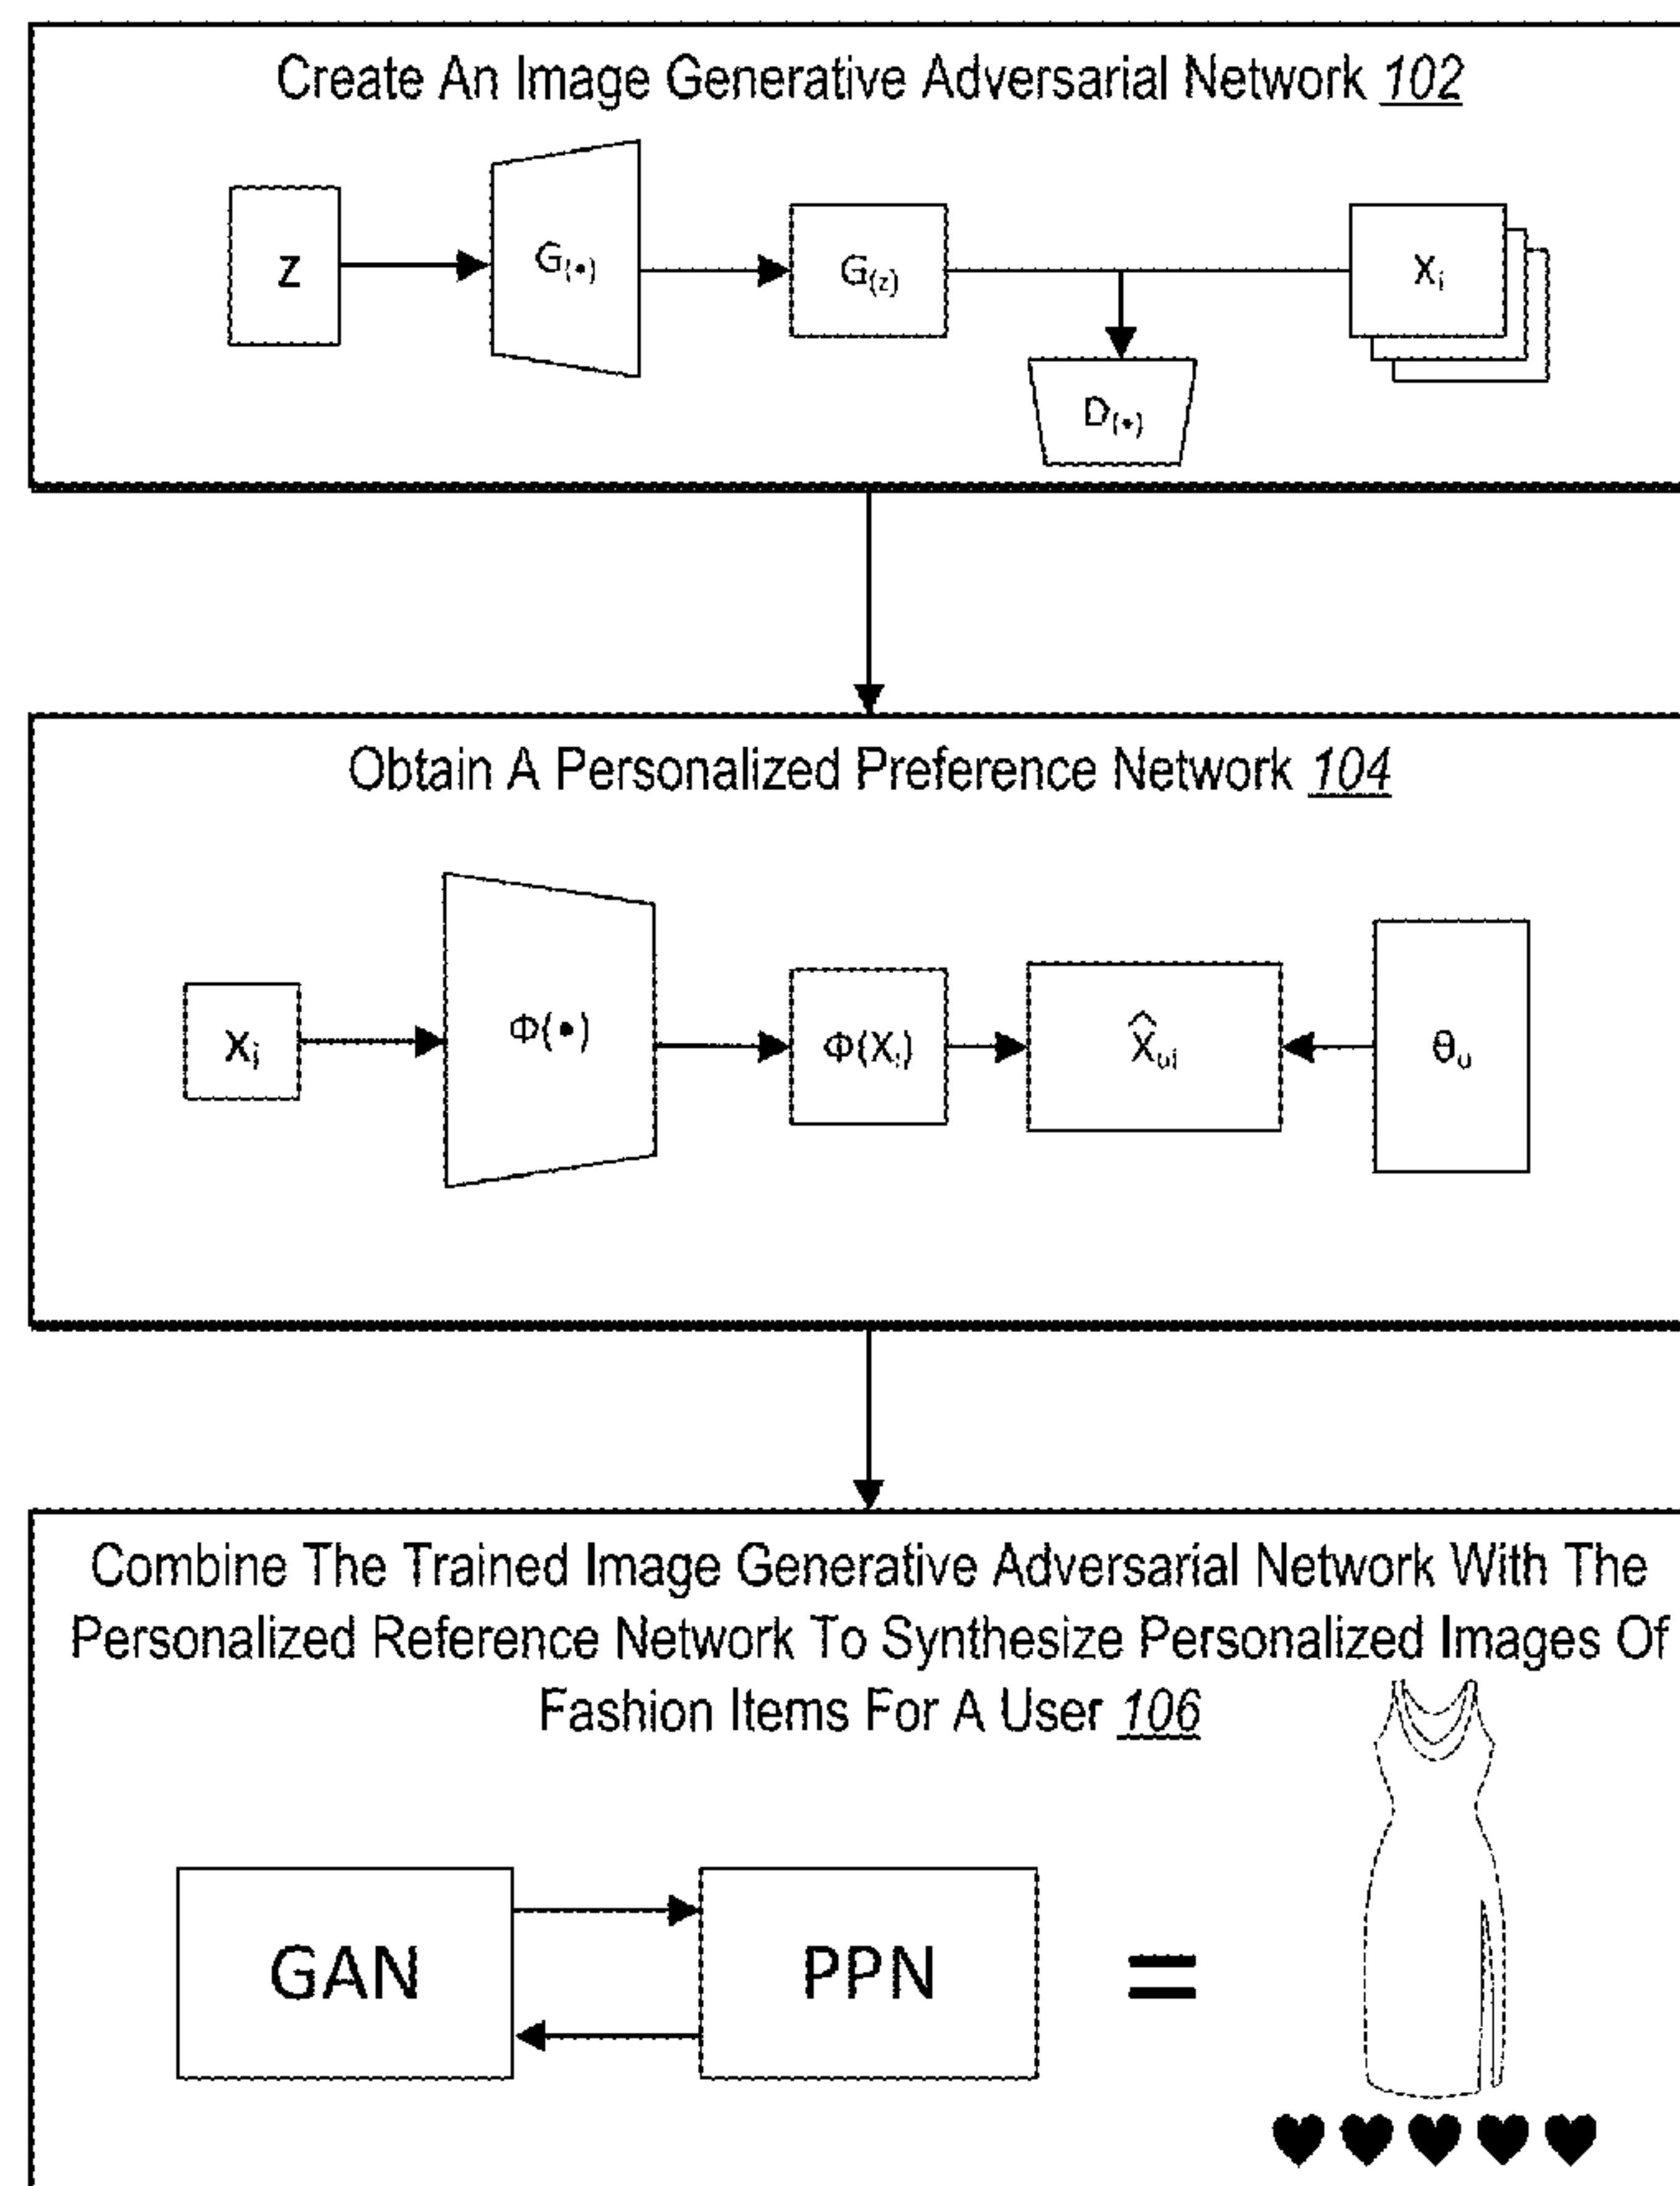 Create An Image Generative Adversarial Network 102
Z
G(•)
G(z)
Xi
D(•)
Obtain A Personalized Preference Network 104
Xi
Φ(•)
Φ(Xi)
X̂ui
θu
Combine The Trained Image Generative Adversarial Network With The
Personalized Reference Network To Synthesize Personalized Images Of
Fashion Items For A User 106
GAN
PPN
=